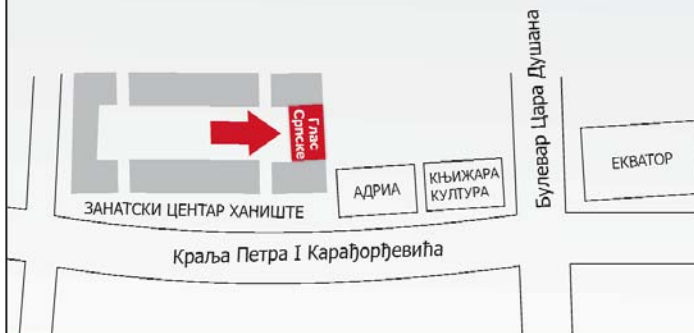 Глас
Српске
Булевар Цара Душана
АДРИА
КЊИЖАРА
КУЛТУРА
ЕКВАТОР
ЗАНАТСКИ ЦЕНТАР ХАНИШТЕ
Краља Петра I Карађорђевића